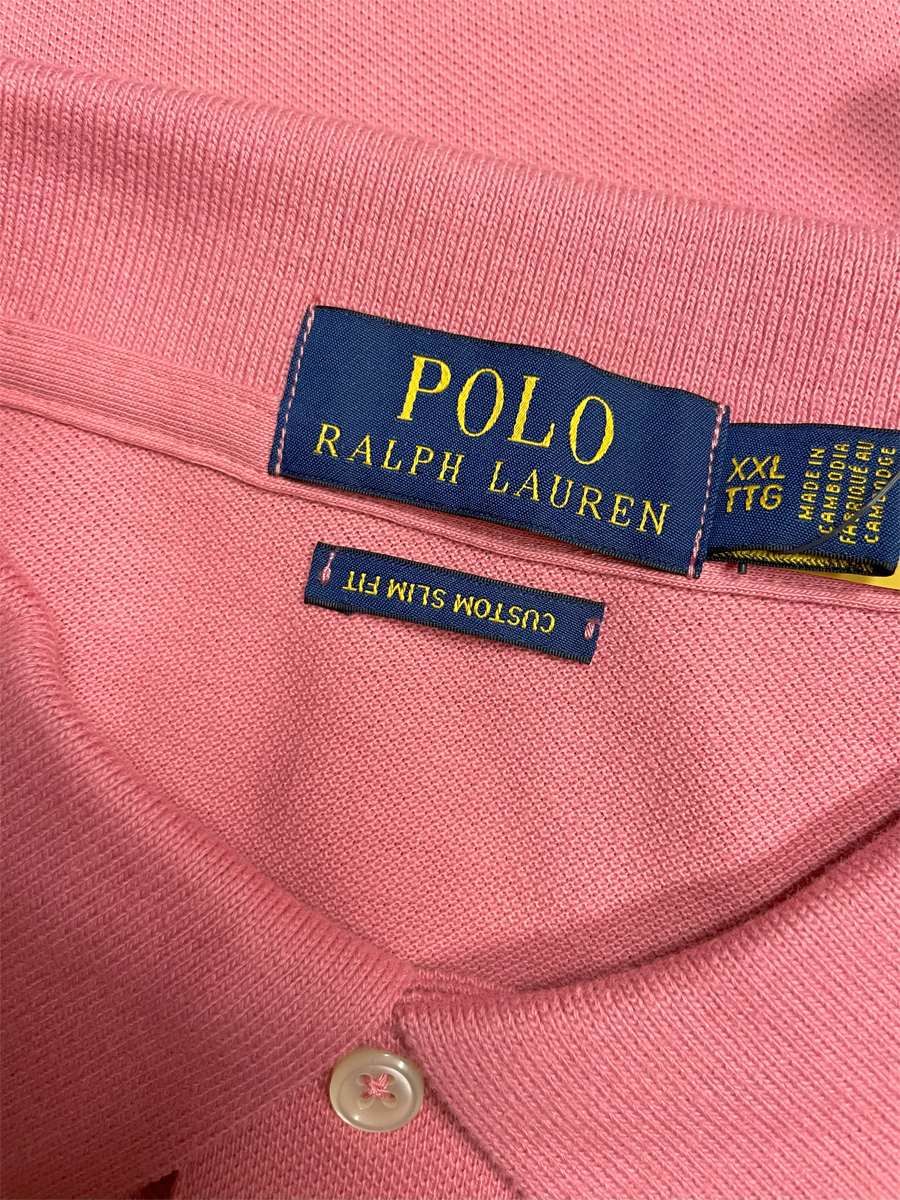 POLO
RALPH LAUREN
XXL
TTG
MADE IN
CAMBODIA
FABRIQUÉ AU
CAMBODGE
CUSTOM SLIM FIT